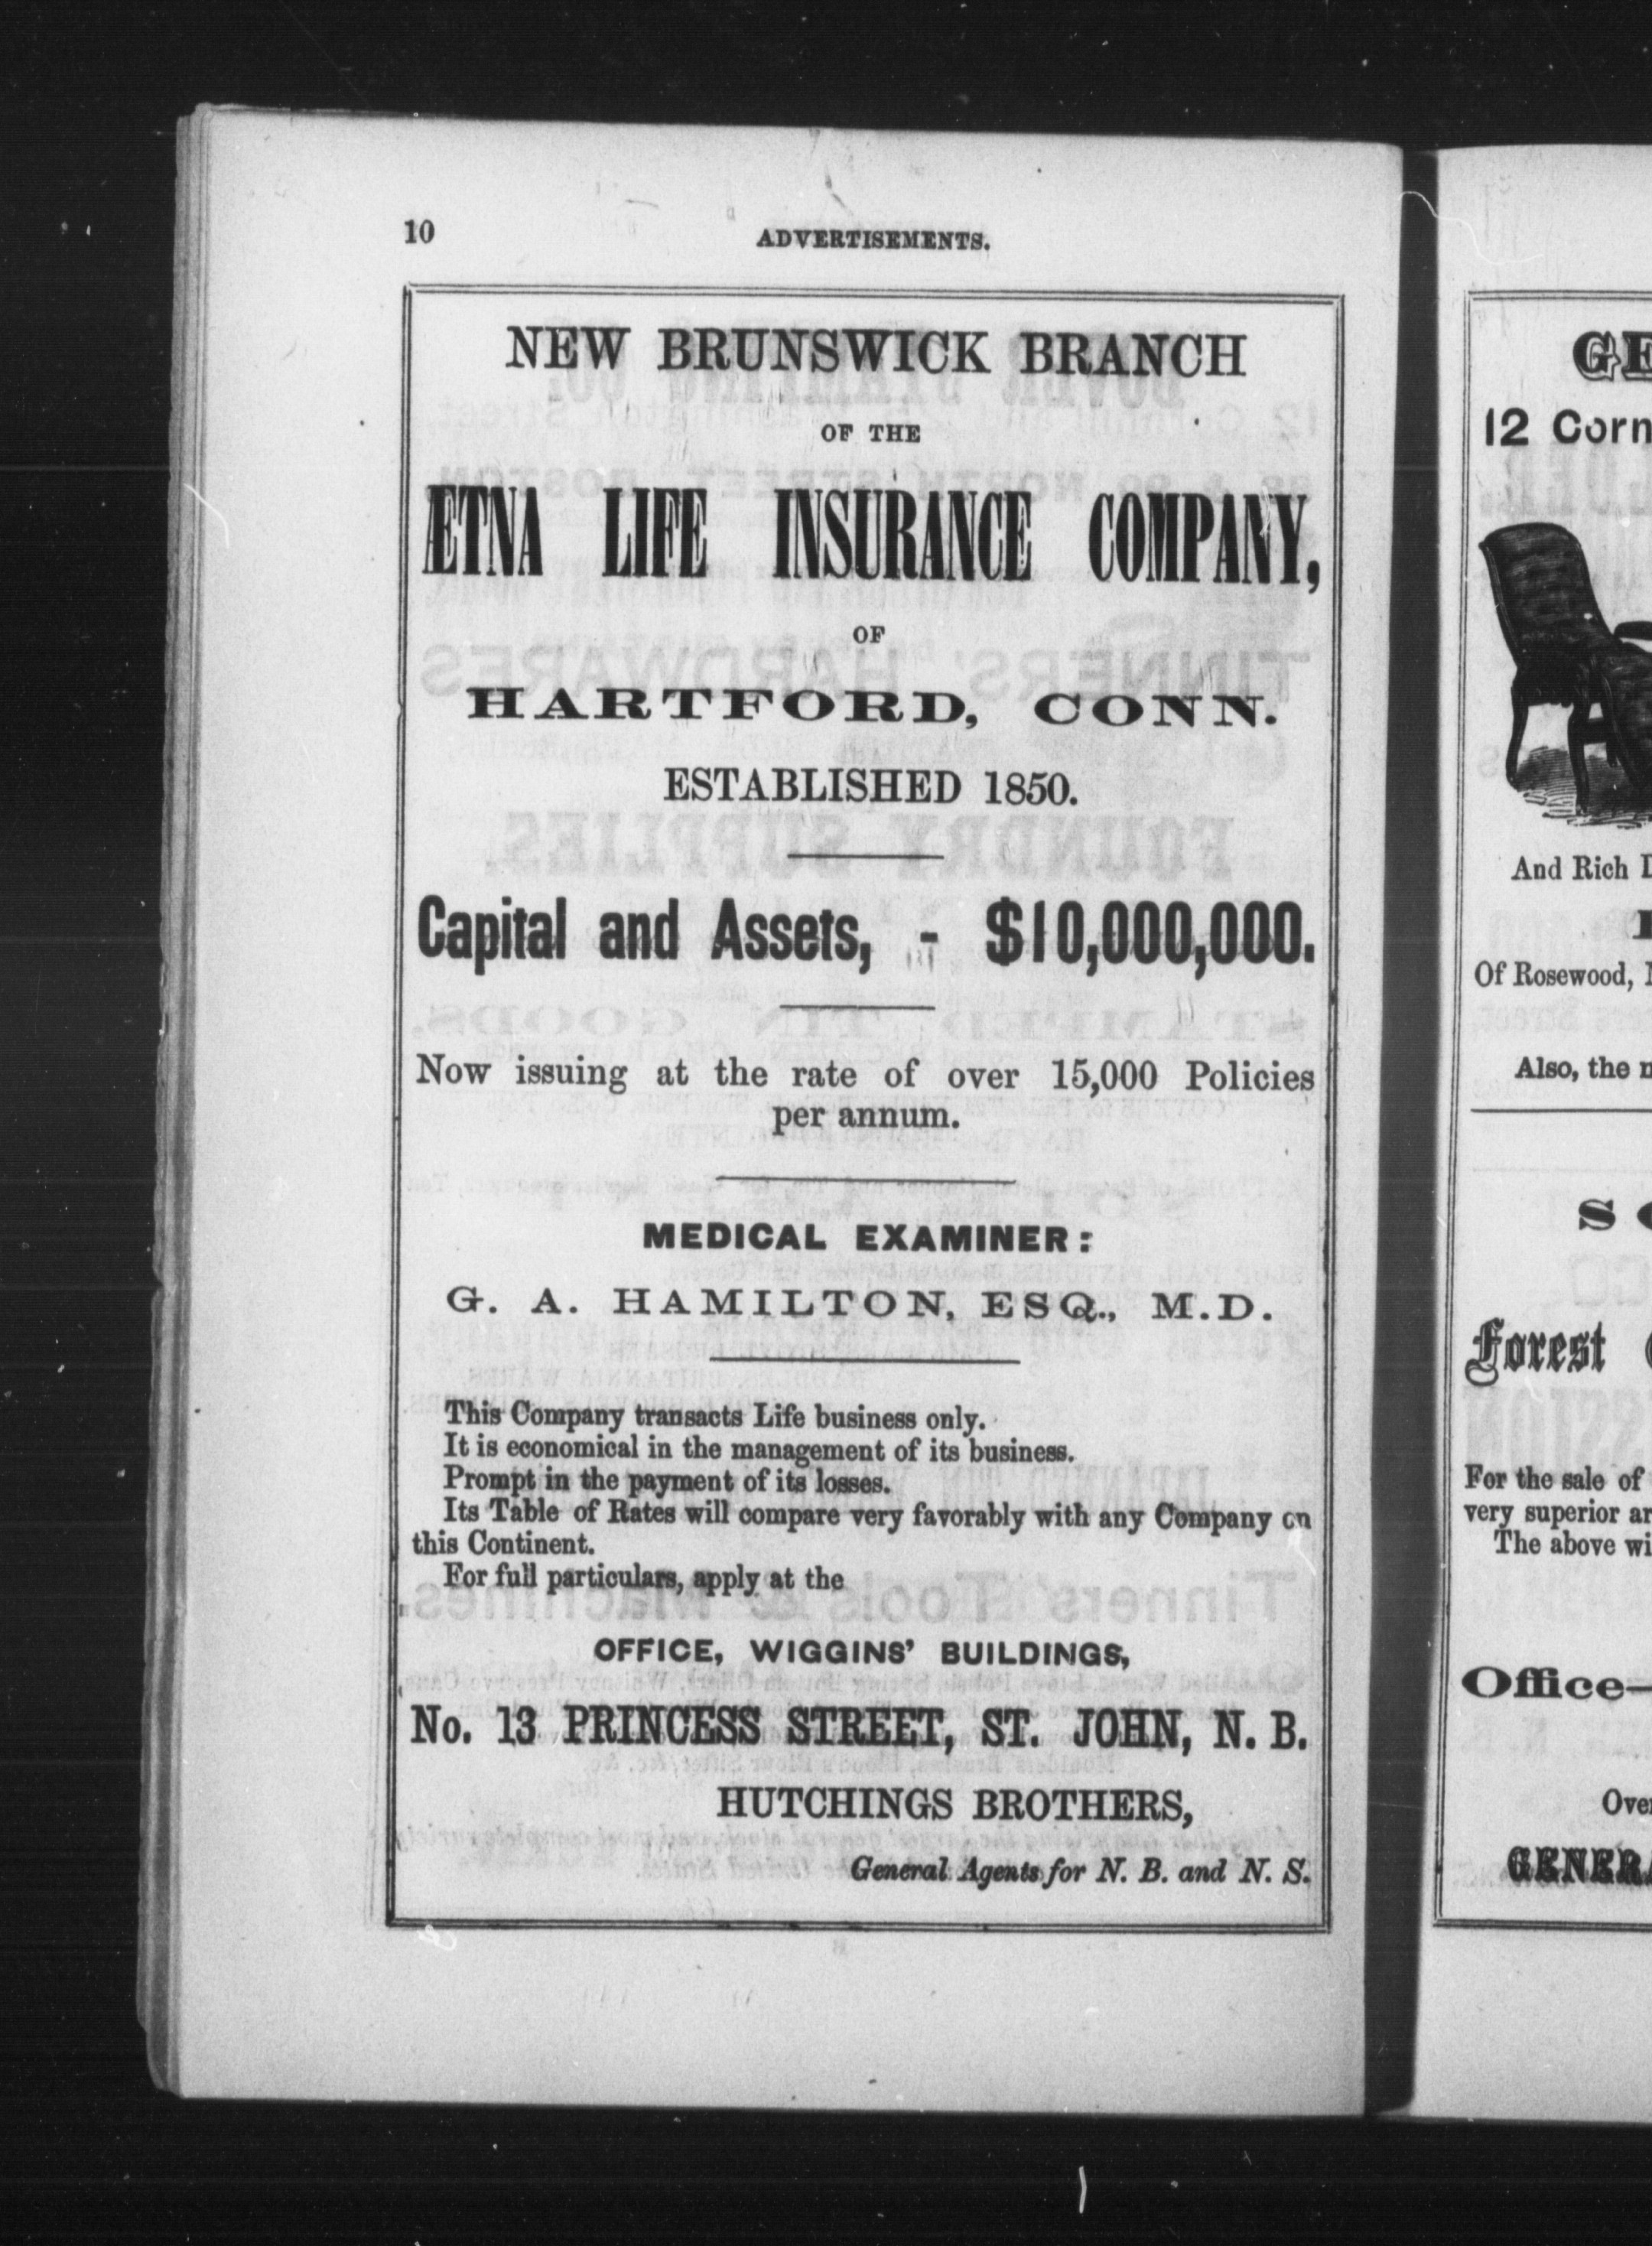 10
ADVERTISEMENTS.
NEW BRUNSWICK BRANCH
OF THE
ÆTNA LIFE INSURANCE COMPANY,
OF
HARTFORD, CONN.
ESTABLISHED 1850.
Capital and Assets, - $10,000,000.
Now issuing at the rate of over 15,000 Policies
per annum.
MEDICAL EXAMINER:
G. A. HAMILTON, ESQ., M.D.
This Company transacts Life business only.
It is economical in the management of its business.
Prompt in the payment of its losses.
Its Table of Rates will compare very favorably with any Company on
this Continent.
For full particulars, apply at the
OFFICE, WIGGINS' BUILDINGS,
No. 13 PRINCESS STREET, ST. JOHN, N. B.
HUTCHINGS BROTHERS,
General Agents for N. B. and N. S.
12
And Rich
Of Rosewood,
Also, the
Forest
For the sale of
very superior
The above
Office—